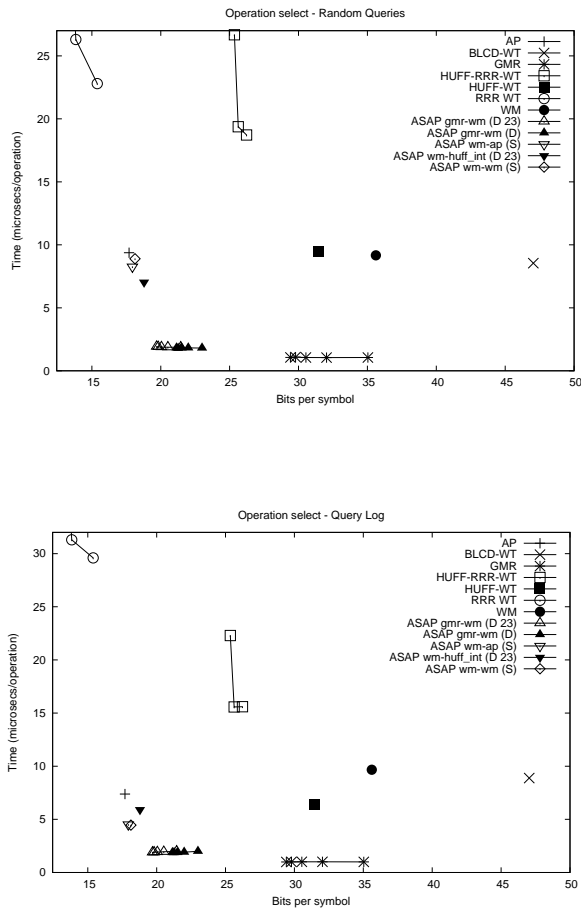 Operation select - Random Queries
25
20
15
10
5
0
Time (microsecs/operation)
AP
BLCD-WT
GMR
HUFF-RRR-WT
HUFF-WT
RRR WT
WM
ASAP gmr-wm (D 23)
ASAP gmr-wm (D)
ASAP wm-ap (S)
ASAP wm-huff_int (D 23)
ASAP wm-wm (S)
15 20 25 30 35 40 45 50
Bits per symbol
Operation select - Query Log
30
25
20
15
10
5
0
Time (microsecs/operation)
AP
BLCD-WT
GMR
HUFF-RRR-WT
HUFF-WT
RRR WT
WM
ASAP gmr-wm (D 23)
ASAP gmr-wm (D)
ASAP wm-ap (S)
ASAP wm-huff_int (D 23)
ASAP wm-wm (S)
15 20 25 30 35 40 45 50
Bits per symbol